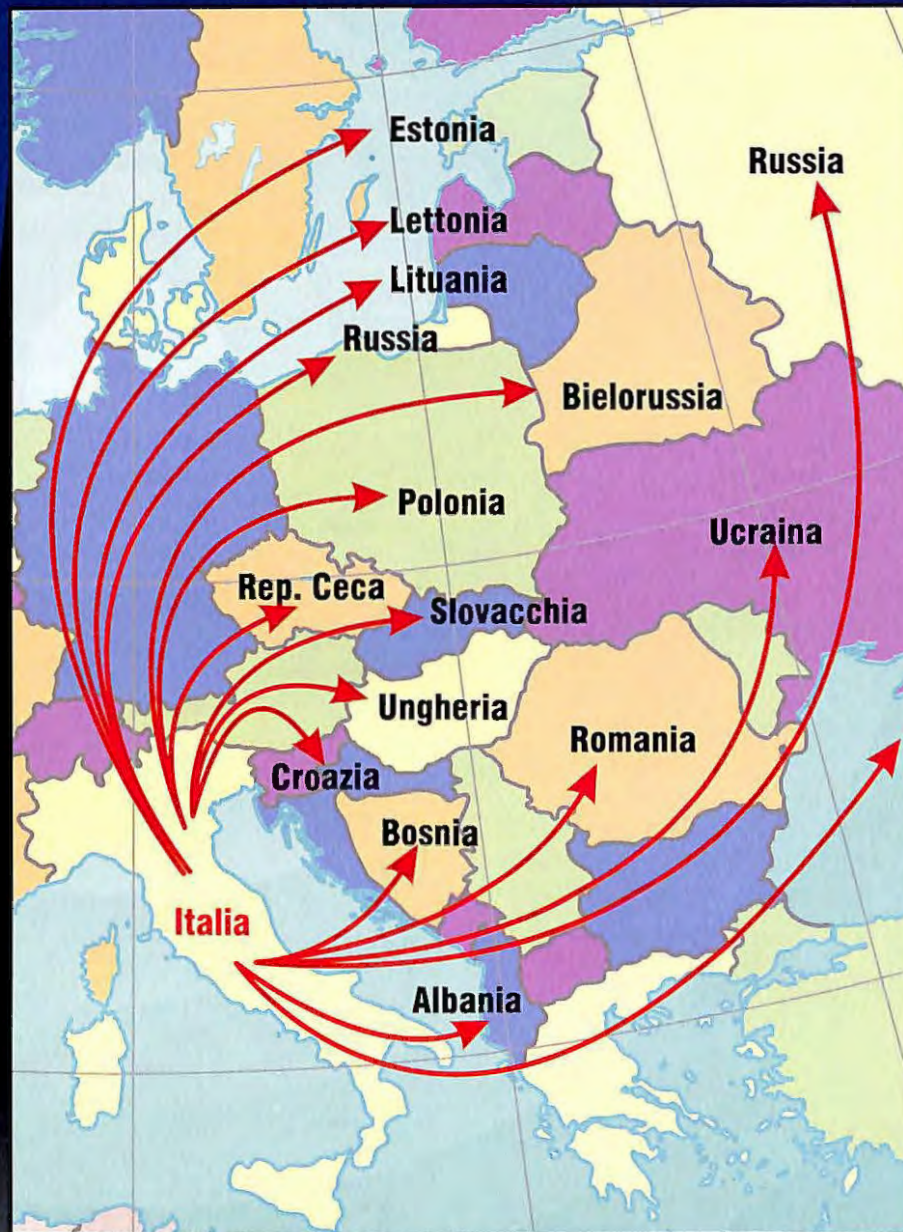 Estonia
Russia
Lettonia
Lituania
Russia
Bielorussia
Polonia
Ucraina
Rep. Ceca
Slovacchia
Ungheria
Romania
Croazia
Bosnia
Italia
Albania